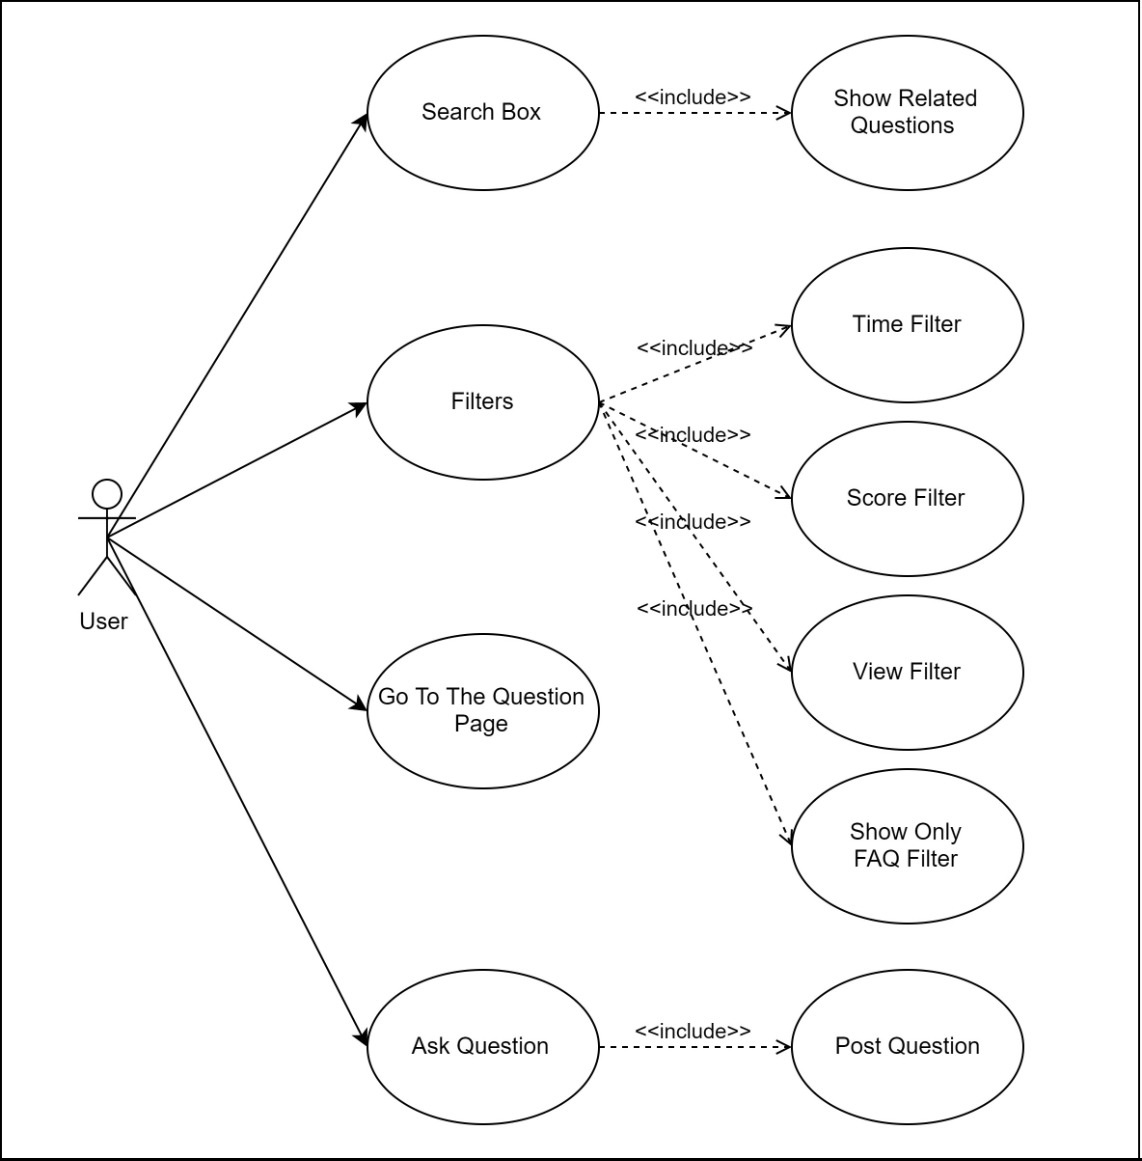 Search Box
<<include>>
Show Related
Questions
Filters
<<include>>
Time Filter
<<include>>
Score Filter
<<include>>
View Filter
<<include>>
Show Only
FAQ Filter
User
Go To The Question
Page
Ask Question
<<include>>
Post Question